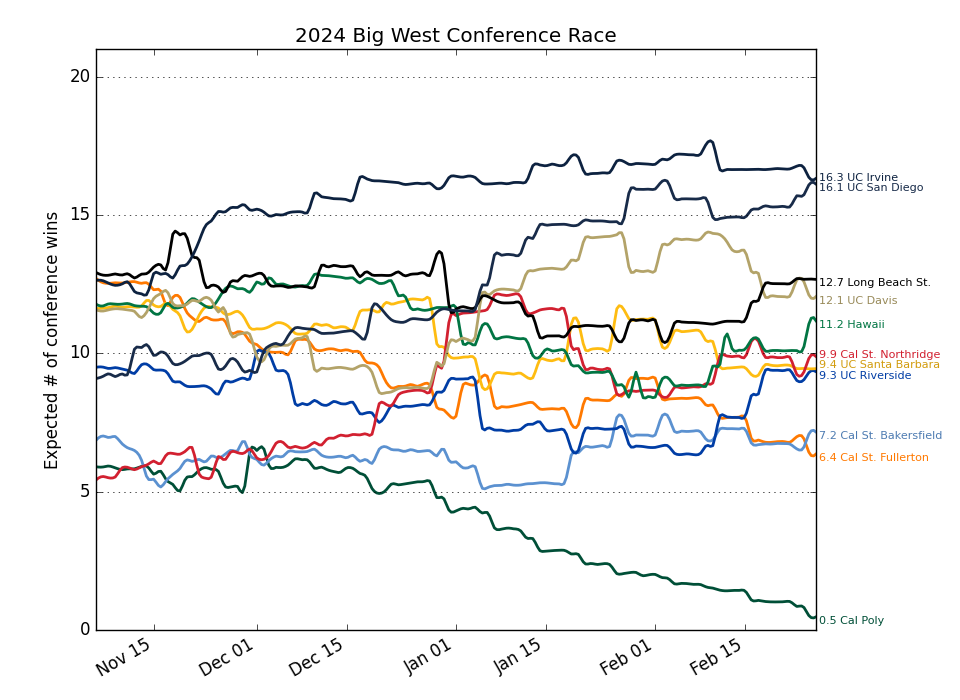 2024 Big West Conference Race
Expected # of conference wins
20
15
10
5
0
Nov 15
Dec 01
Dec 15
Jan 01
Jan 15
Feb 01
Feb 15
16.3 UC Irvine
16.1 UC San Diego
12.7 Long Beach St.
12.1 UC Davis
11.2 Hawaii
9.9 Cal St. Northridge
9.4 UC Santa Barbara
9.3 UC Riverside
7.2 Cal St. Bakersfield
6.4 Cal St. Fullerton
0.5 Cal Poly